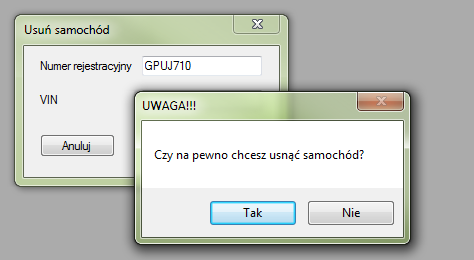 Usuń samochód
Numer rejestracyjny GPUJ710
VIN
Anuluj
UWAGA!!!
Czy na pewno chcesz usnąć samochód?
Tak Nie